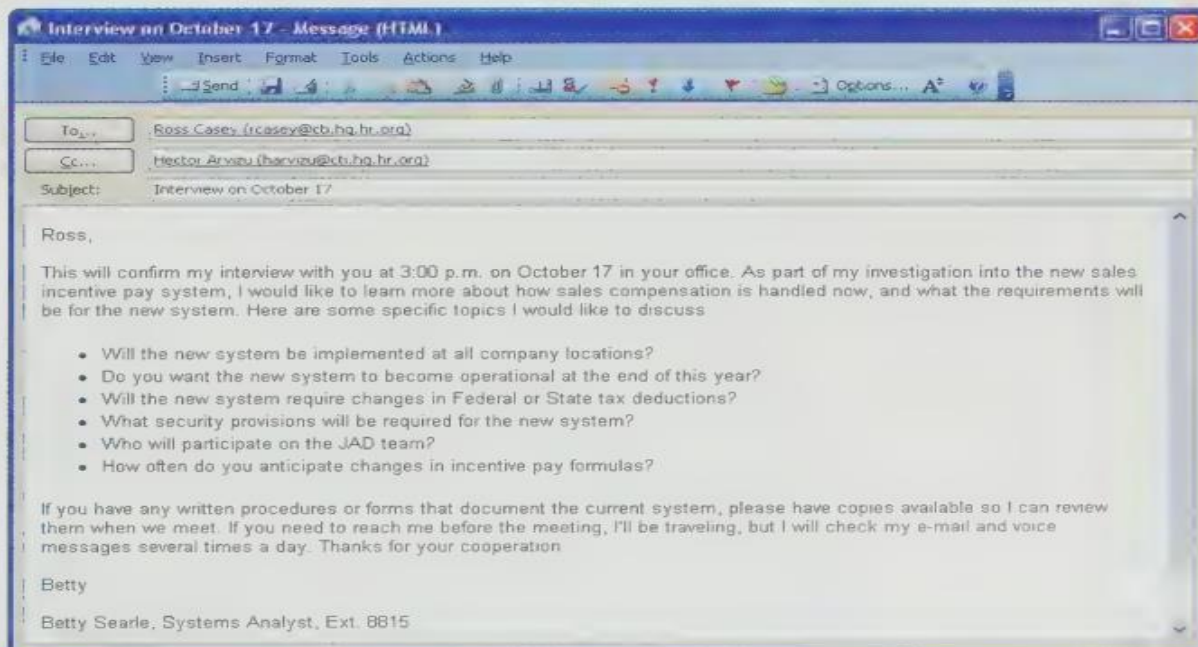 Interview on October 17 - Message (HTML)
File Edit View Insert Format Tools Actions Help
Send Options... A
To... Ross Casey (rcasey@cb.hq.hr.org)
Cc... Hector Arvizu (harvizu@cb.hq.hr.org)
Subject: Interview on October 17
Ross,
This will confirm my interview with you at 3:00 p.m. on October 17 in your office. As part of my investigation into the new sales
incentive pay system, I would like to learn more about how sales compensation is handled now, and what the requirements will
be for the new system. Here are some specific topics I would like to discuss
• Will the new system be implemented at all company locations?
• Do you want the new system to become operational at the end of this year?
• Will the new system require changes in Federal or State tax deductions?
• What security provisions will be required for the new system?
• Who will participate on the JAD team?
• How often do you anticipate changes in incentive pay formulas?
If you have any written procedures or forms that document the current system, please have copies available so I can review
them when we meet. If you need to reach me before the meeting, I'll be traveling, but I will check my e-mail and voice
messages several times a day. Thanks for your cooperation
Betty
Betty Searle, Systems Analyst, Ext. 8815